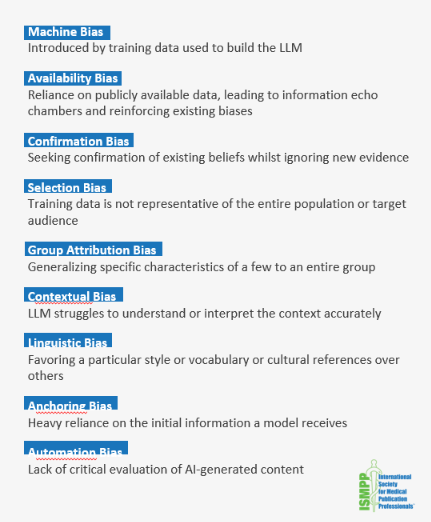 Machine Bias
Introduced by training data used to build the LLM
Availability Bias
Reliance on publicly available data, leading to information echo
chambers and reinforcing existing biases
Confirmation Bias
Seeking confirmation of existing beliefs whilst ignoring new evidence
Selection Bias
Training data is not representative of the entire population or target
audience
Group Attribution Bias
Generalizing specific characteristics of a few to an entire group
Contextual Bias
LLM struggles to understand or interpret the context accurately
Linguistic Bias
Favoring a particular style or vocabulary or cultural references over
others
Anchoring Bias
Heavy reliance on the initial information a model receives
Automation Bias
Lack of critical evaluation of AI-generated content
ISMPP
International
Society
for Medical
Publication
Professionals